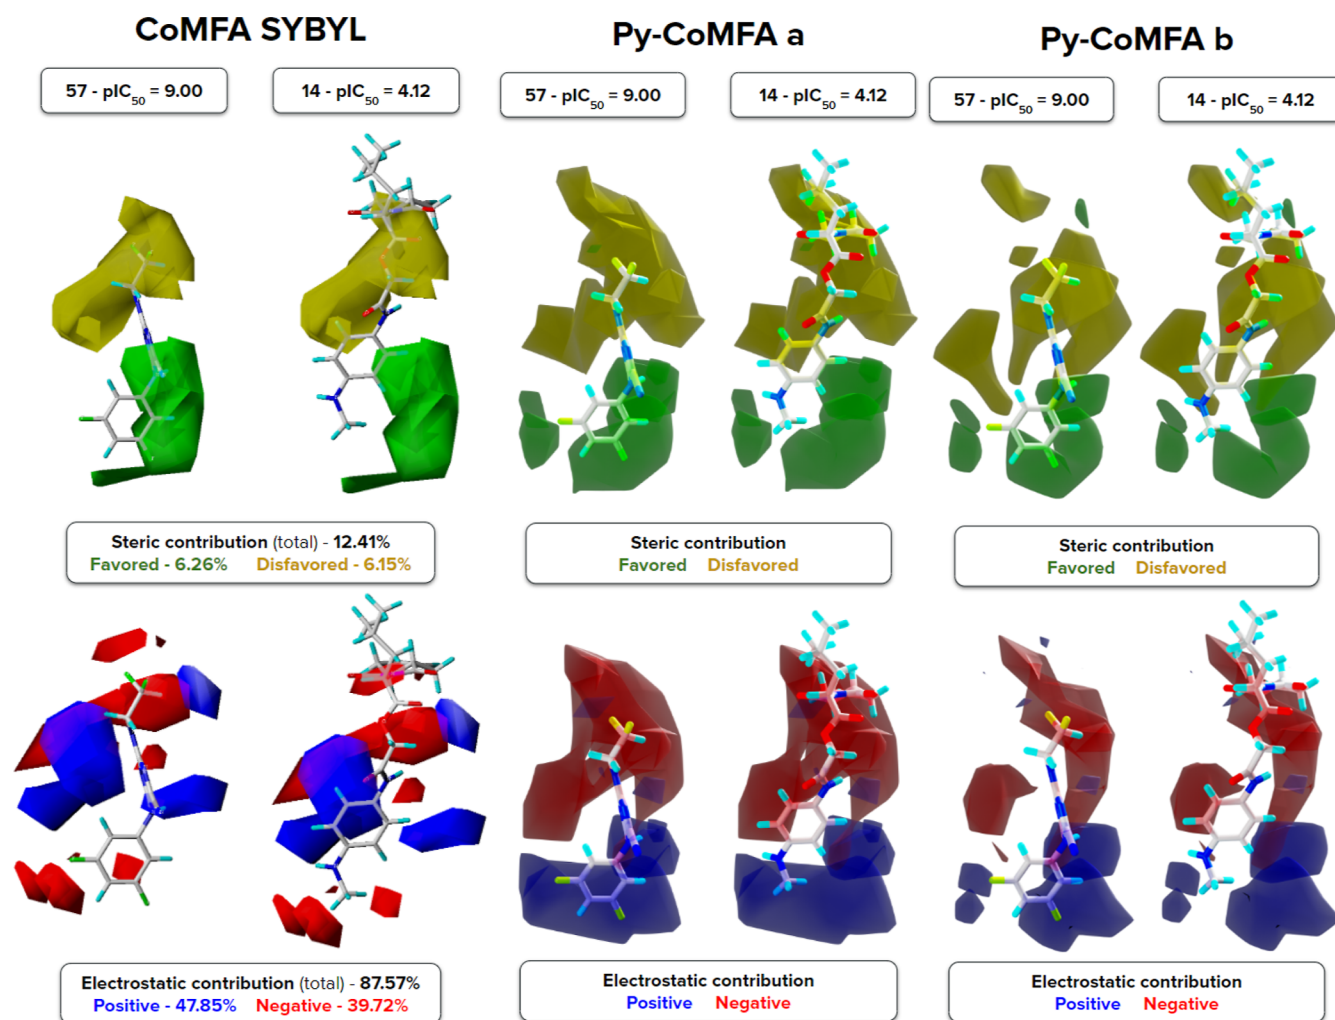 CoMFA SYBYL
Py-CoMFA a
Py-CoMFA b
57 - pIC50 = 9.00
14 - pIC50 = 4.12
57 - pIC50 = 9.00
14 - pIC50 = 4.12
57 - pIC50 = 9.00
14 - pIC50 = 4.12
Steric contribution (total) - 12.41%
Favored - 6.26% Disfavored - 6.15%
Steric contribution
Favored Disfavored
Steric contribution
Favored Disfavored
Electrostatic contribution (total) - 87.57%
Positive - 47.85% Negative - 39.72%
Electrostatic contribution
Positive Negative
Electrostatic contribution
Positive Negative